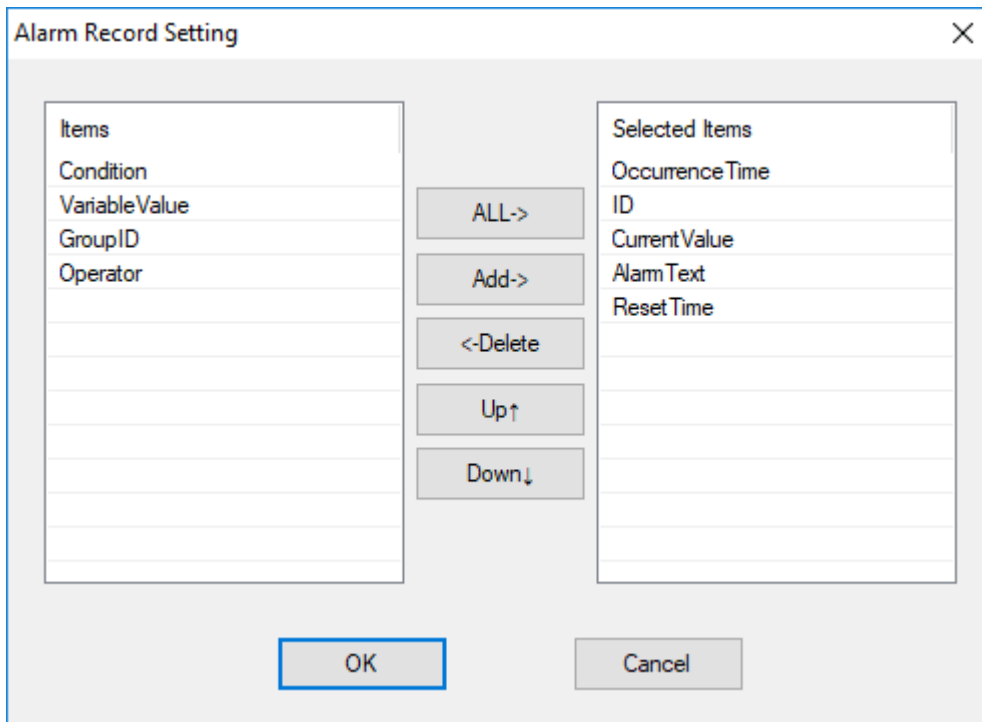 Alarm Record Setting
Items
Condition
VariableValue
GroupID
Operator
ALL->
Add->
<-Delete
Up↑
Down↓
Selected Items
OccurrenceTime
ID
CurrentValue
AlarmText
ResetTime
OK
Cancel